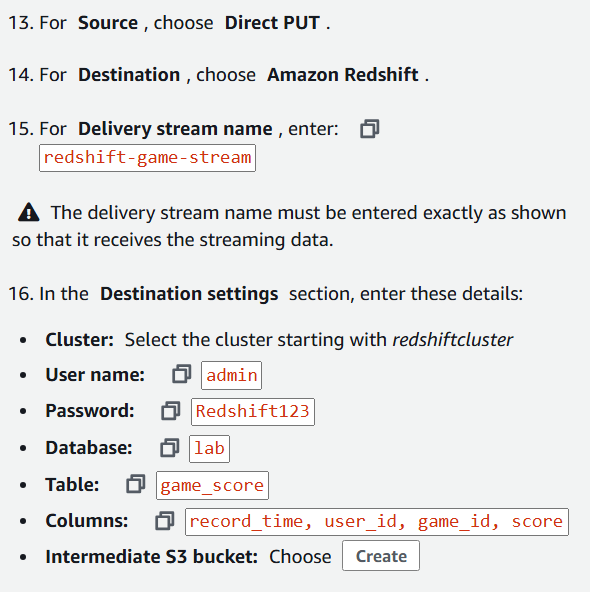 13. For Source , choose Direct PUT .
14. For Destination , choose Amazon Redshift .
15. For Delivery stream name , enter:
redshift-game-stream
The delivery stream name must be entered exactly as shown
so that it receives the streaming data.
16. In the Destination settings section, enter these details:
• Cluster: Select the cluster starting with redshiftcluster
• User name: admin
• Password: Redshift123
• Database: lab
• Table: game_score
• Columns: record_time, user_id, game_id, score
• Intermediate S3 bucket: Choose Create